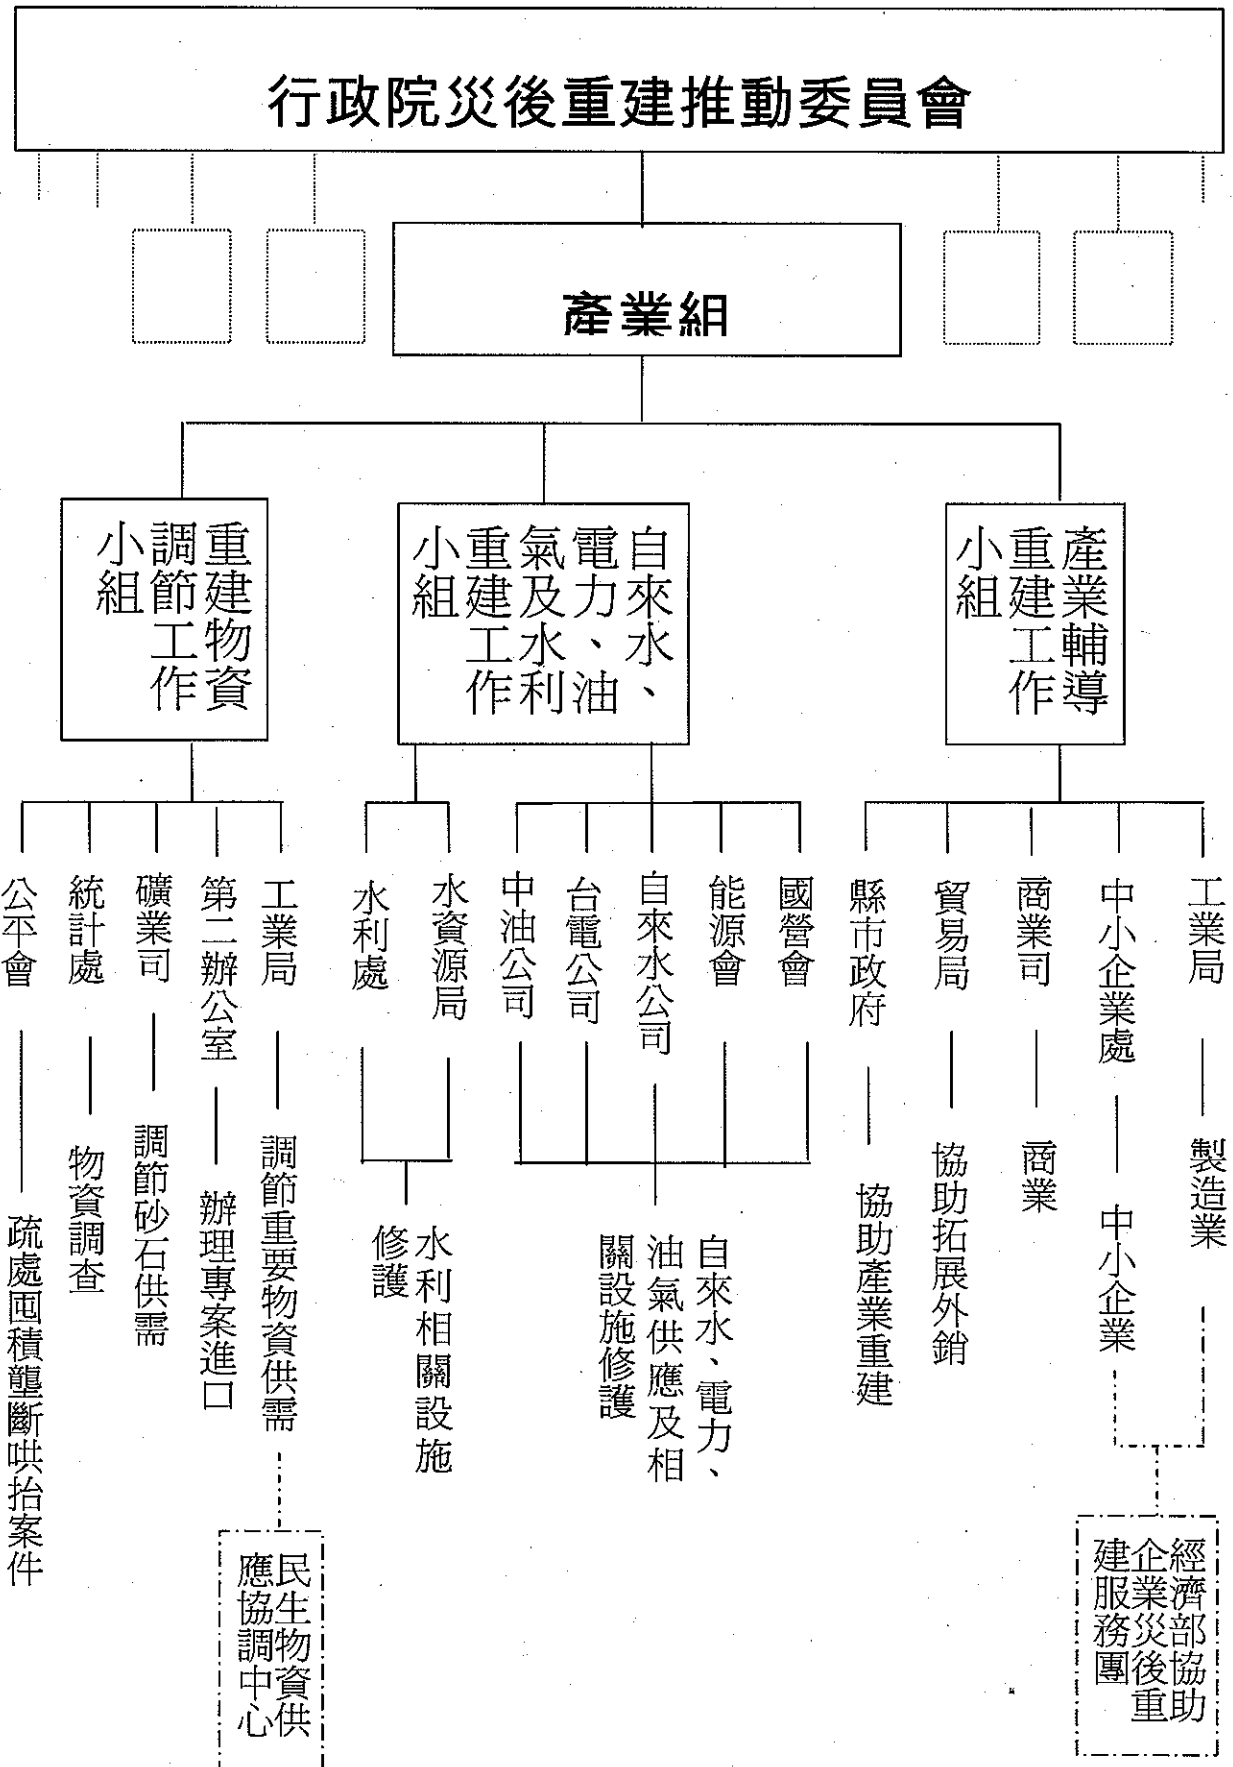 行政院災後重建推動委員會
產業組
產業輔導
重建工作
小組
自來水、
電力、油
氣及水利
重建工作
小組
重建物資
調節工作
小組
工業局
中小企業處
商業司
貿易局
縣市政府
國營會
能源會
自來水公司
台電公司
中油公司
水資源局
水利處
工業局
第二辦公室
礦業司
統計處
公平會
製造業
中小企業
商業
協助拓展外銷
協助產業重建
自來水、電力、
油氣供應及相
關設施修護
水利相關設施
修護
調節重要物資供需
辦理專案進口
調節砂石供需
物資調查
疏處囤積壟斷哄抬案件
經濟部協助
企業災後重
建服務團
民生物資供
應協調中心